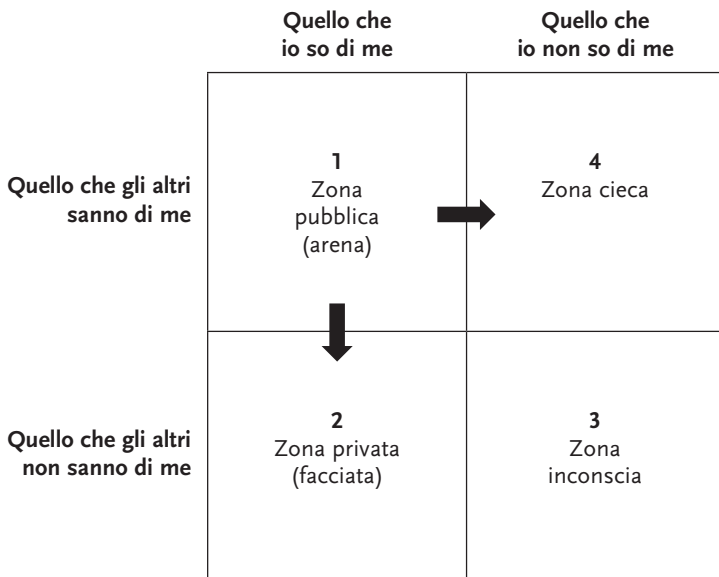 Quello che
io so di me
Quello che
io non so di me
Quello che gli altri
sanno di me
1
Zona
pubblica
(arena)
4
Zona cieca
Quello che gli altri
non sanno di me
2
Zona privata
(facciata)
3
Zona
inconscia